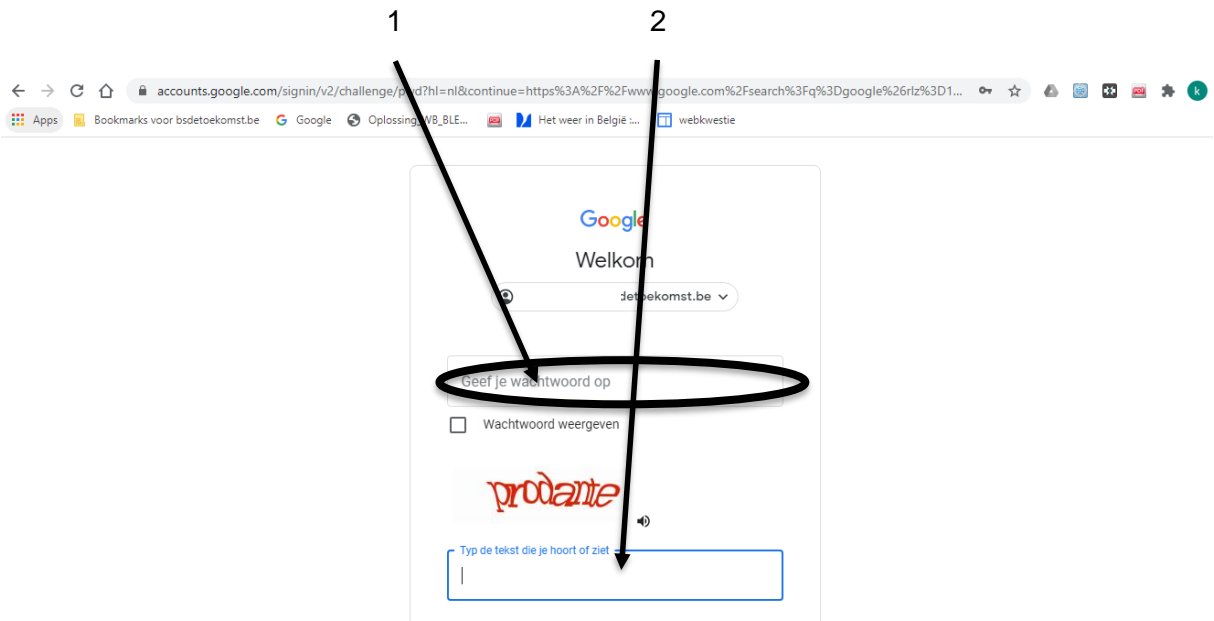 1 2
accounts.google.com/signin/v2/challenge/pwd?hl=nl&continue=https%3A%2F%2Fwww.google.com%2Fsearch%3Fq%3Dgoogle%26rlz%3D1... k
Apps Bookmarks voor bsdetoekomst.be Google Oplossing_WB_BLE... Het weer in België :... webkwestie
Google
Welkom
detoekomst.be
Geef je wachtwoord op
Wachtwoord weergeven
prodante
Typ de tekst die je hoort of ziet